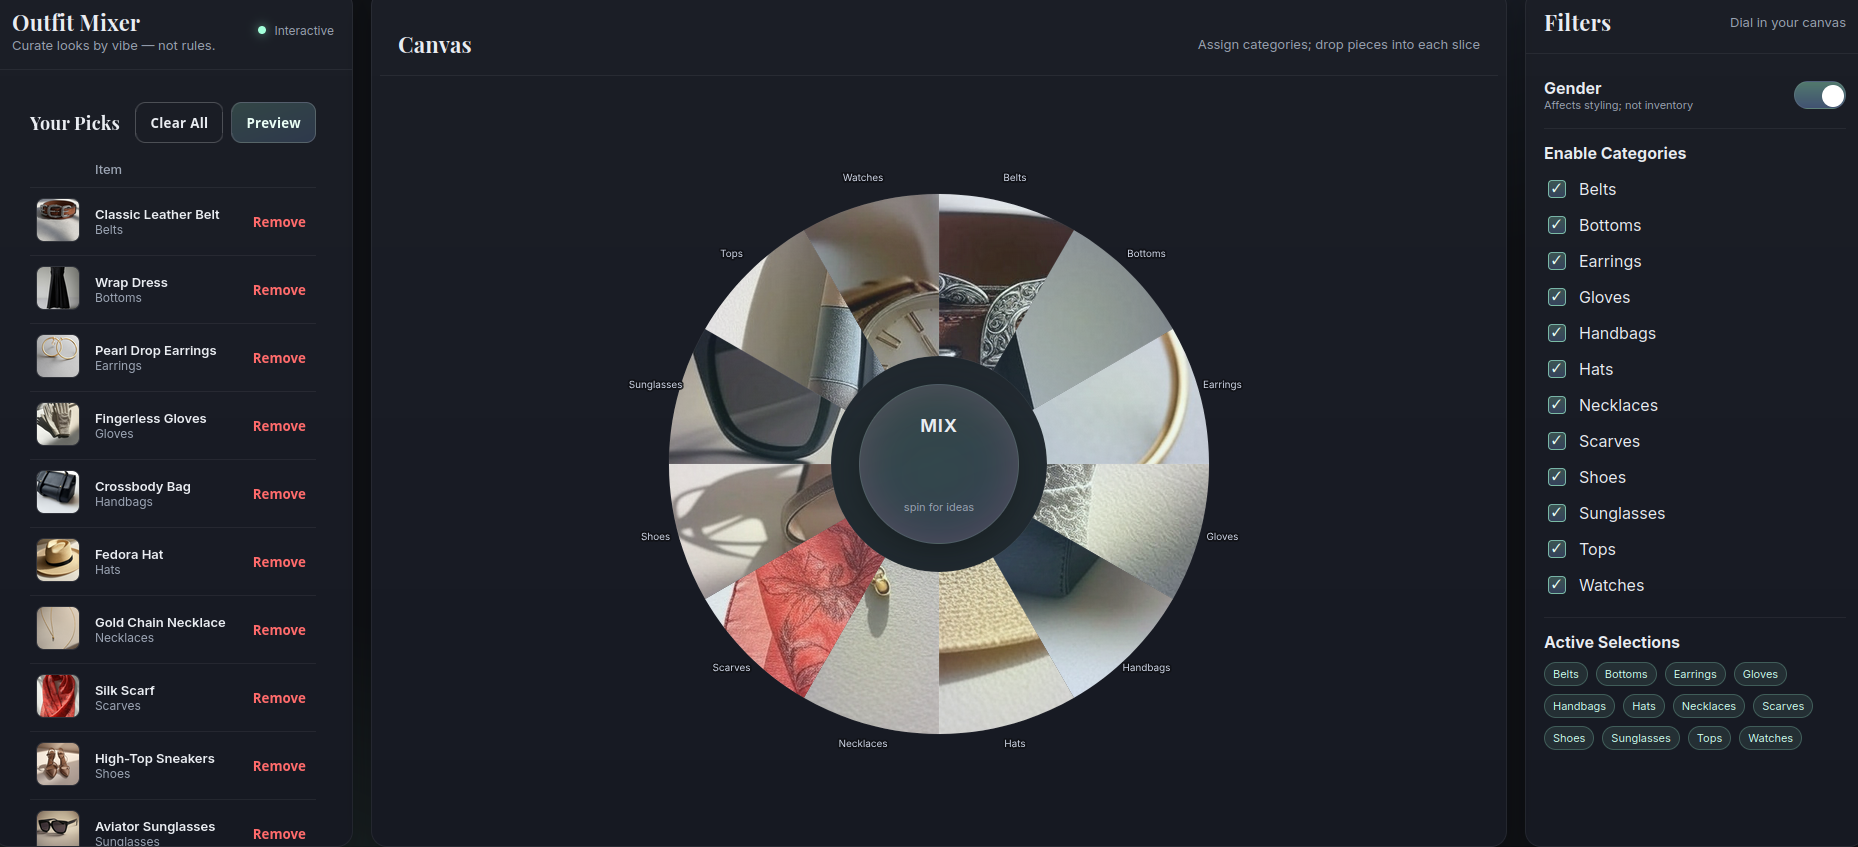 Outfit Mixer
Curate looks by vibe — not rules.
Interactive
Your Picks
Clear All
Preview
Item
Classic Leather Belt
Belts
Remove
Wrap Dress
Bottoms
Remove
Pearl Drop Earrings
Earrings
Remove
Fingerless Gloves
Gloves
Remove
Crossbody Bag
Handbags
Remove
Fedora Hat
Hats
Remove
Gold Chain Necklace
Necklaces
Remove
Silk Scarf
Scarves
Remove
High-Top Sneakers
Shoes
Remove
Aviator Sunglasses
Sunglasses
Remove
Canvas
Assign categories; drop pieces into each slice
Watches
Belts
Tops
Bottoms
Sunglasses
Earrings
MIX
spin for ideas
Shoes
Gloves
Scarves
Handbags
Necklaces
Hats
Filters
Dial in your canvas
Gender
Affects styling; not inventory
Enable Categories
Belts
Bottoms
Earrings
Gloves
Handbags
Hats
Necklaces
Scarves
Shoes
Sunglasses
Tops
Watches
Active Selections
Belts
Bottoms
Earrings
Gloves
Handbags
Hats
Necklaces
Scarves
Shoes
Sunglasses
Tops
Watches